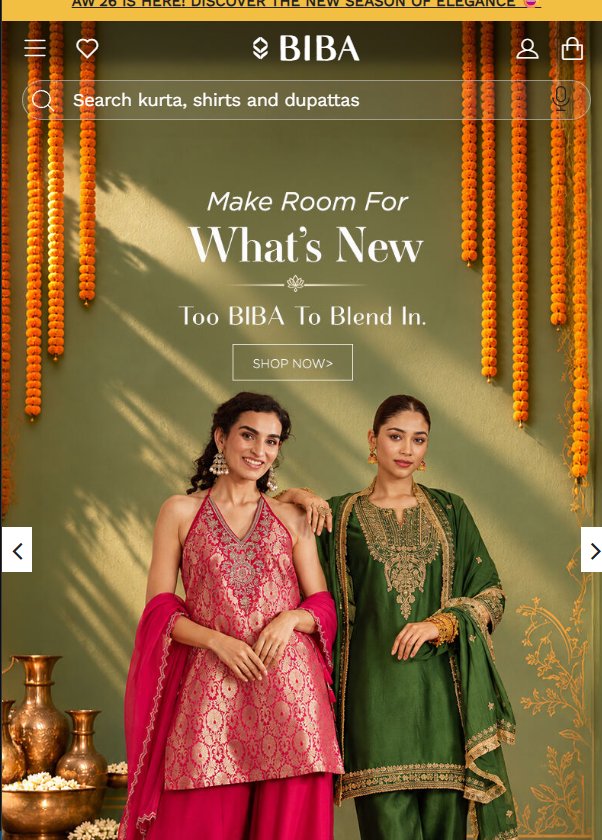 AW'26 IS HERE! DISCOVER THE NEW SEASON OF ELEGANCE
BIBA
Search kurta, shirts and dupattas
Make Room For
What's New
Too BIBA To Blend In.
SHOP NOW>